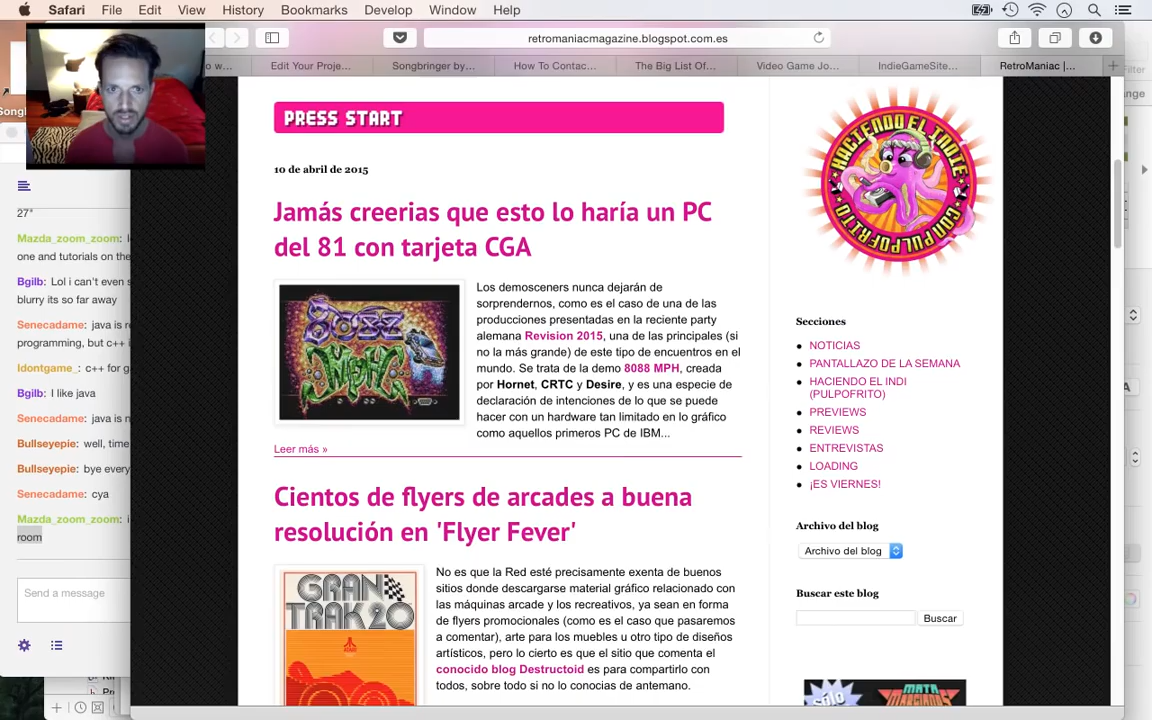 Safari File Edit View History Bookmarks Develop Window Help
retromaniacmagazine.blogspot.com.es
Edit Your Proje...
Songbringer by...
How To Contac...
The Big List Of...
Video Game Jo...
IndieGameSite...
RetroManiac |...
PRESS START
10 de abril de 2015
Jamás creerias que esto lo haría un PC
del 81 con tarjeta CGA
8088
MPH
Los demosceners nunca dejarán de
sorprendernos, como es el caso de una de las
producciones presentadas en la reciente party
alemana Revision 2015, una de las principales (si
no la más grande) de este tipo de encuentros en el
mundo. Se trata de la demo 8088 MPH, creada
por Hornet, CRTC y Desire, y es una especie de
declaración de intenciones de lo que se puede
hacer con un hardware tan limitado en lo gráfico
como aquellos primeros PC de IBM...
Leer más »
Cientos de flyers de arcades a buena
resolución en 'Flyer Fever'
GRAN
TRAK 20
ATARI
No es que la Red esté precisamente exenta de buenos
sitios donde descargarse material gráfico relacionado con
las máquinas arcade y los recreativos, ya sean en forma
de flyers promocionales (como es el caso que pasaremos
a comentar), arte para los muebles u otro tipo de diseños
artísticos, pero lo cierto es que el sitio que comenta el
conocido blog Destructoid es para compartirlo con
todos, sobre todo si no lo conocias de antemano.
HACIENDO EL INDIE
CON PULPOFRITO
Secciones
NOTICIAS
PANTALLAZO DE LA SEMANA
HACIENDO EL INDI
(PULPOFRITO)
PREVIEWS
REVIEWS
ENTREVISTAS
LOADING
¡ES VIERNES!
Archivo del blog
Archivo del blog
Buscar este blog
Buscar
Sólo
MATA
MARCIANOS
27"
Mazda_zoom_zoom:
one and tutorials on the
Bgilb: Lol i can't even s
blurry its so far away
Senecadame: java is re
programming, but c++ i
Idontgame_: c++ for g
Bgilb: I like java
Senecadame: java is n
Bullseyepie: well, time
Bullseyepie: bye every
Senecadame: cya
Mazda_zoom_zoom: i
room
Send a message
Filter
ange